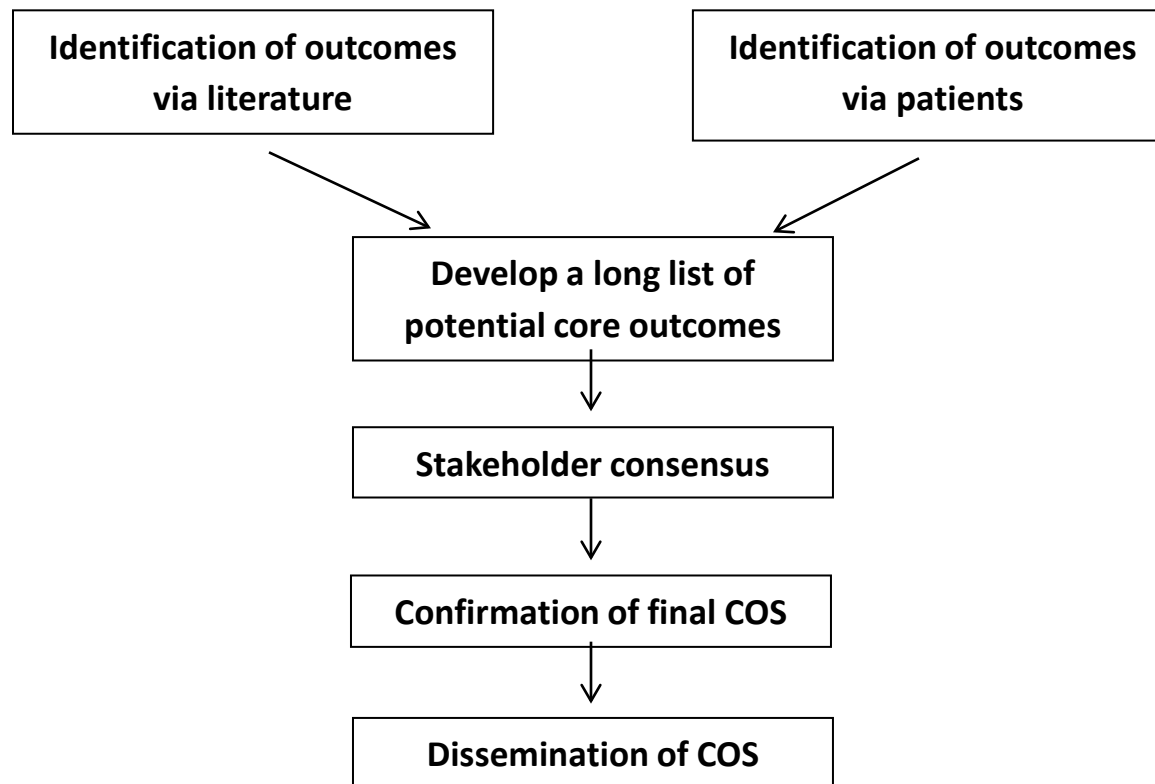 Identification of outcomes
via literature
Identification of outcomes
via patients
Develop a long list of
potential core outcomes
Stakeholder consensus
Confirmation of final COS
Dissemination of COS